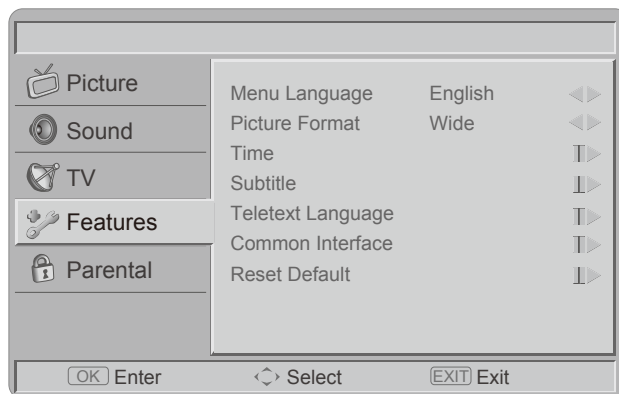 Picture
Sound
TV
Features
Parental
Menu Language English
Picture Format Wide
Time
Subtitle
Teletext Language
Common Interface
Reset Default
OK Enter Select EXIT Exit